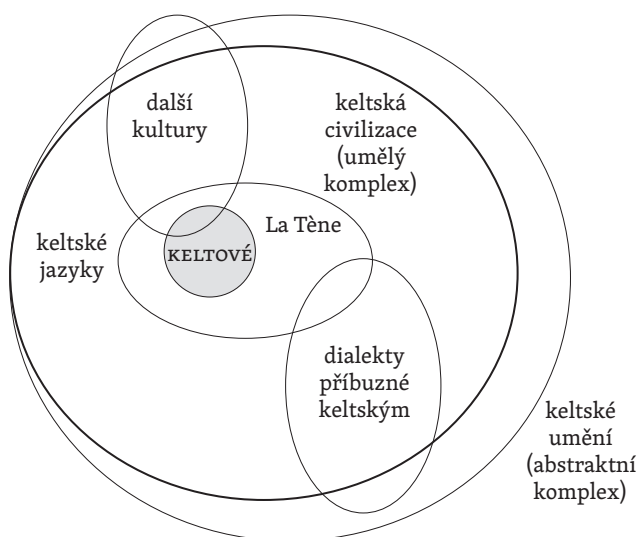 další
kultury
keltská
civilizace
(umělý
komplex)
La Tène
keltské
jazyky
KELTOVÉ
dialekty
příbuzné
keltským
keltské
umění
(abstraktní
komplex)